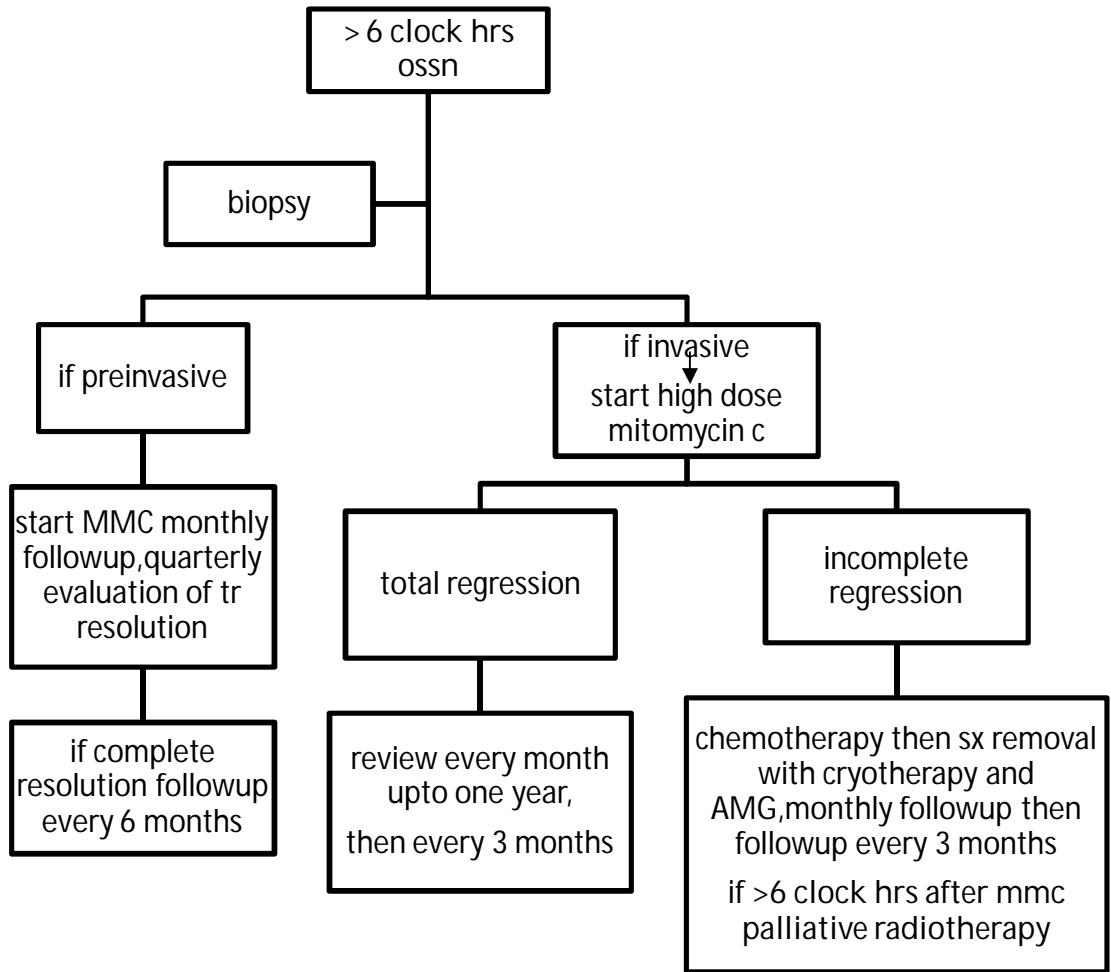 > 6 clock hrs
ossn
biopsy
if preinvasive
if invasive
start high dose
mitomycin c
start MMC monthly
followup,quarterly
evaluation of tr
resolution
total regression
incomplete
regression
if complete
resolution followup
every 6 months
review every month
upto one year,
then every 3 months
chemotherapy then sx removal
with cryotherapy and
AMG,monthly followup then
followup every 3 months
if >6 clock hrs after mmc
palliative radiotherapy